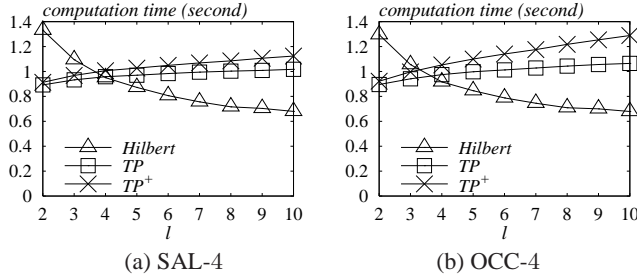 computation time (second)
1.4
1.2
1
0.8
0.6
0.4
0.2
0
Hilbert
TP
TP+
2 3 4 5 6 7 8 9 10
l
(a) SAL-4
computation time (second)
1.4
1.2
1
0.8
0.6
0.4
0.2
0
Hilbert
TP
TP+
2 3 4 5 6 7 8 9 10
l
(b) OCC-4